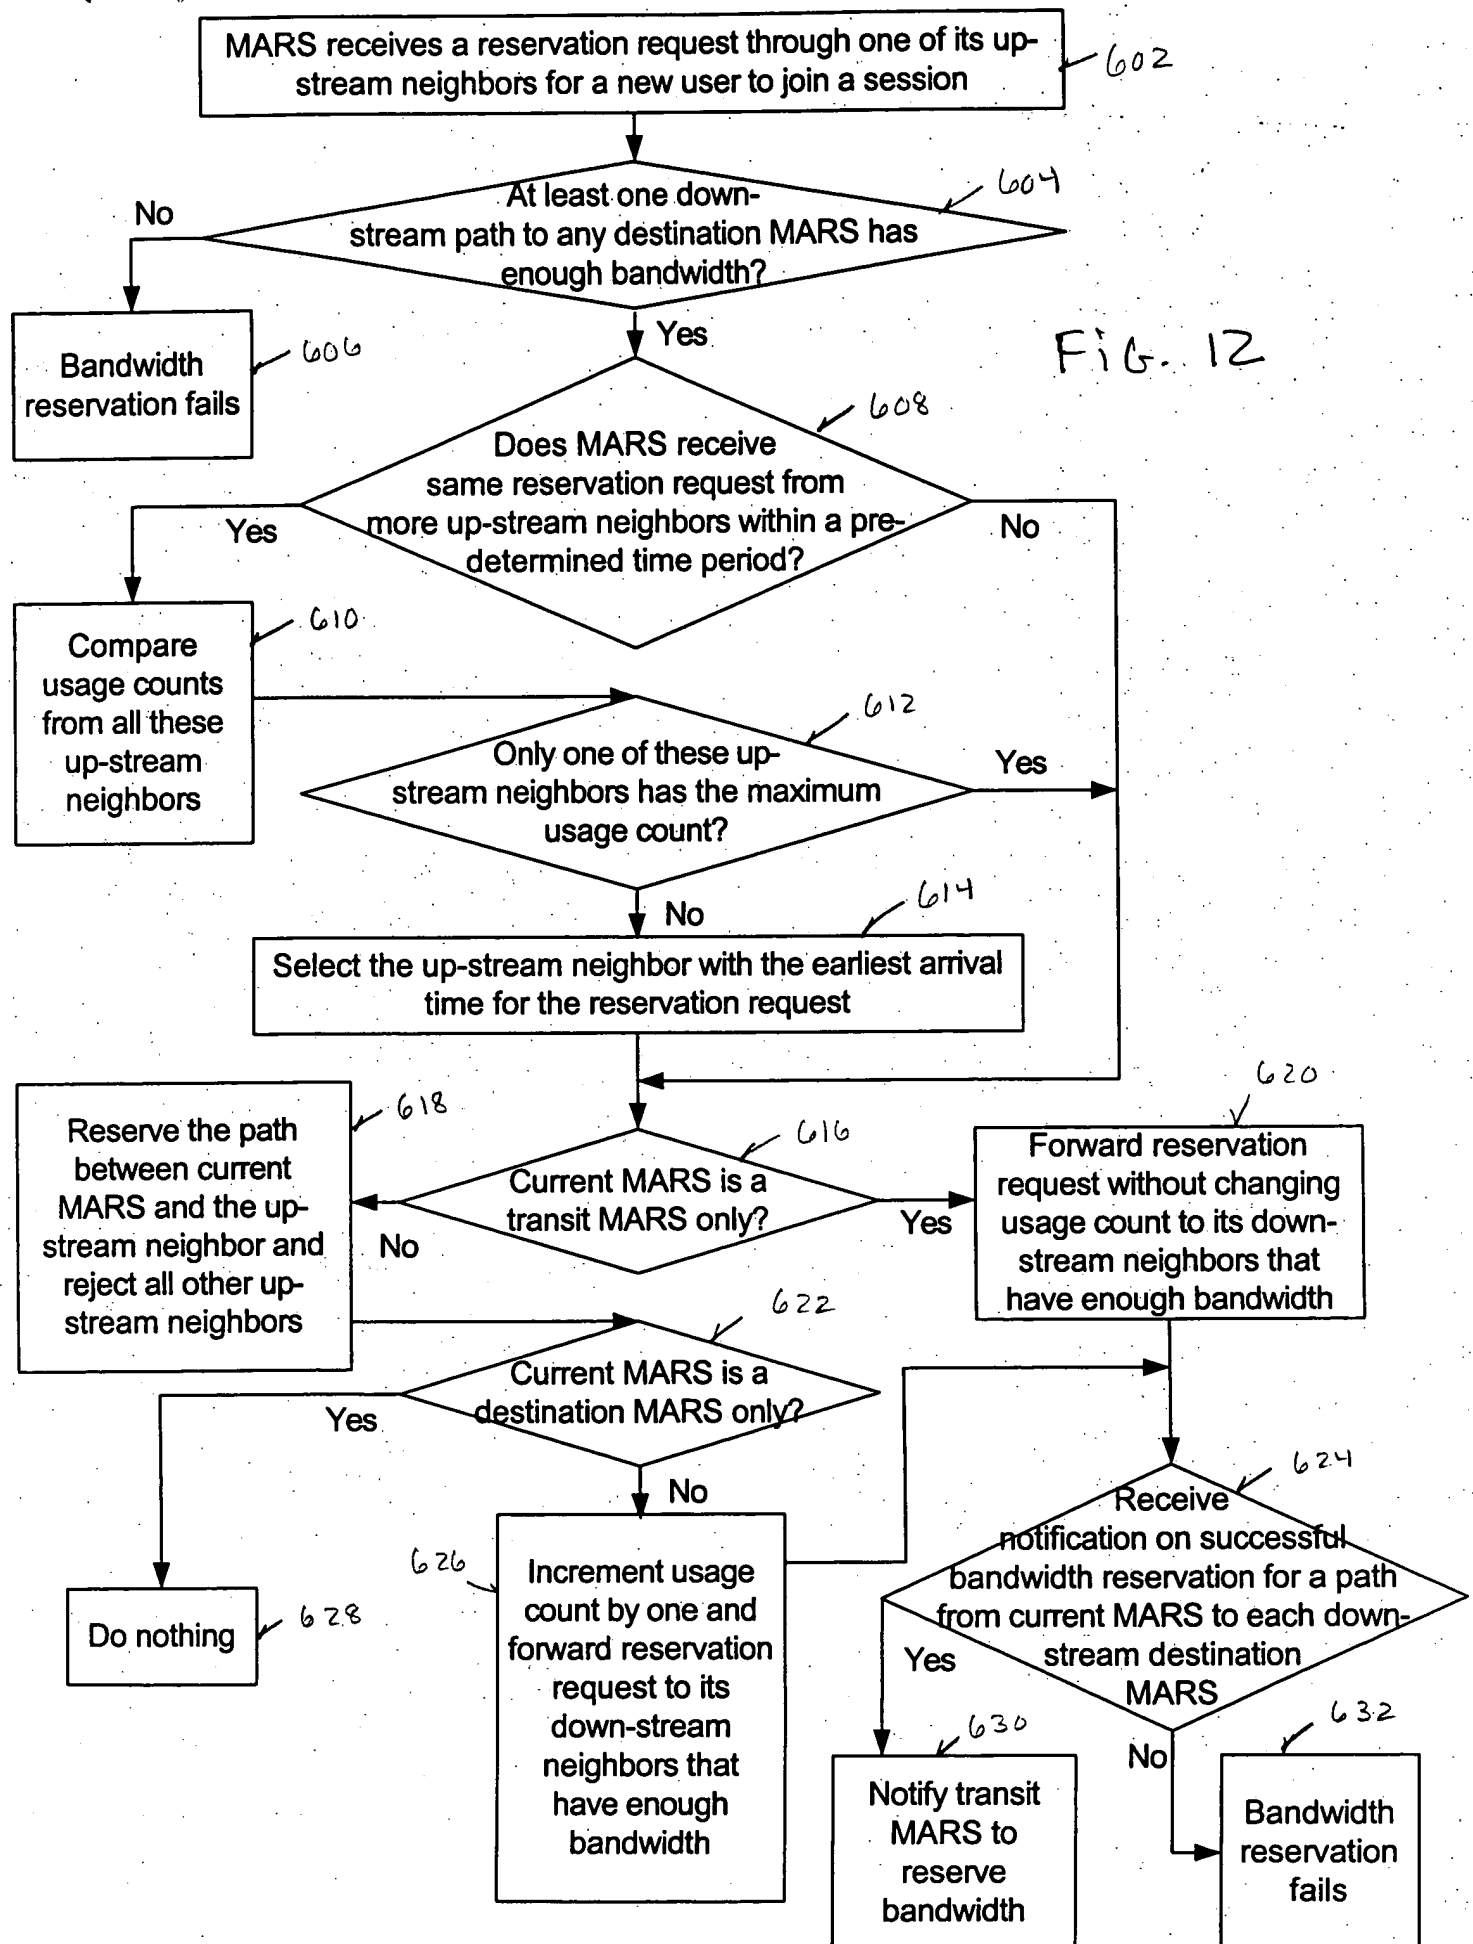 MARS receives a reservation request through one of its up-
stream neighbors for a new user to join a session
602
At least one down-
stream path to any destination MARS has
enough bandwidth?
604
No
Yes
Bandwidth
reservation fails
606
Fig. 12
Does MARS receive
same reservation request from
more up-stream neighbors within a pre-
determined time period?
608
Yes
No
Compare
usage counts
from all these
up-stream
neighbors
610
Only one of these up-
stream neighbors has the maximum
usage count?
612
Yes
No
614
Select the up-stream neighbor with the earliest arrival
time for the reservation request
Reserve the path
between current
MARS and the up-
stream neighbor and
reject all other up-
stream neighbors
618
Current MARS is a
transit MARS only?
616
No
Yes
620
Forward reservation
request without changing
usage count to its down-
stream neighbors that
have enough bandwidth
622
Current MARS is a
destination MARS only?
Yes
No
Do nothing
628
626
Increment usage
count by one and
forward reservation
request to its
down-stream
neighbors that
have enough
bandwidth
624
Receive
notification on successful
bandwidth reservation for a path
from current MARS to each down-
stream destination
MARS
Yes
No
630
Notify transit
MARS to
reserve
bandwidth
632
Bandwidth
reservation
fails